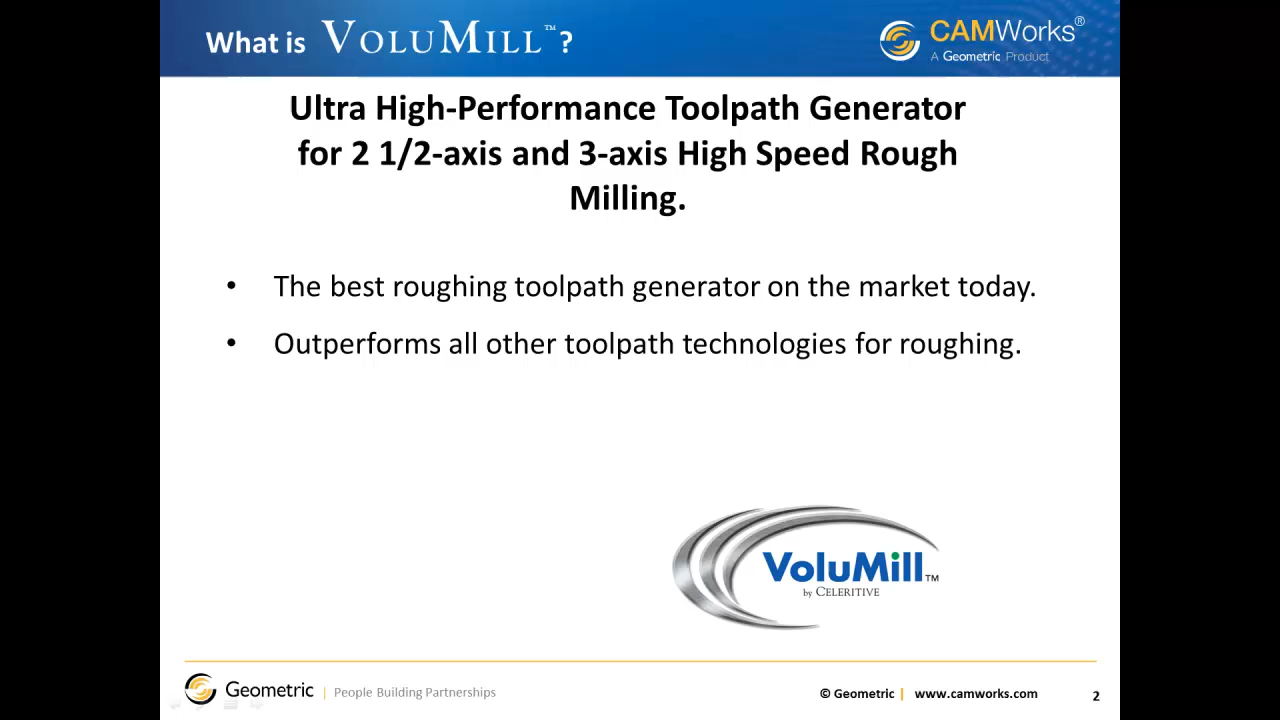 What is VOLUMILL™?
CAMWorks®
A Geometric Product
Ultra High-Performance Toolpath Generator
for 2 1/2-axis and 3-axis High Speed Rough
Milling.
• The best roughing toolpath generator on the market today.
• Outperforms all other toolpath technologies for roughing.
VoluMill™
by CELERITIVE
Geometric | People Building Partnerships
© Geometric | www.camworks.com 2